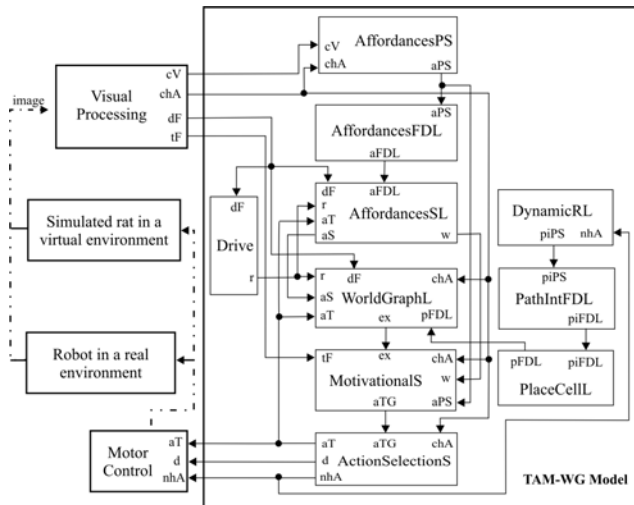 AffordancesPS
cV
chA
aPS
image
Visual
Processing
cV
chA
dF
tF
aPS
AffordancesFDL
aFDL
dF
Drive
r
aFDL
dF
r
aT
aS
AffordancesSL
w
Simulated rat in a
virtual environment
DynamicRL
piPS
nhA
dF
r
aS
aT
chA
WorldGraphL
ex
pFDL
piPS
PathIntFDL
piFDL
Robot in a real
environment
tF
ex
chA
MotivationalS
w
aTG
aPS
pFDL
piFDL
PlaceCellL
Motor
Control
aT
d
nhA
aT
aTG
chA
d
ActionSelectionS
nhA
TAM-WG Model